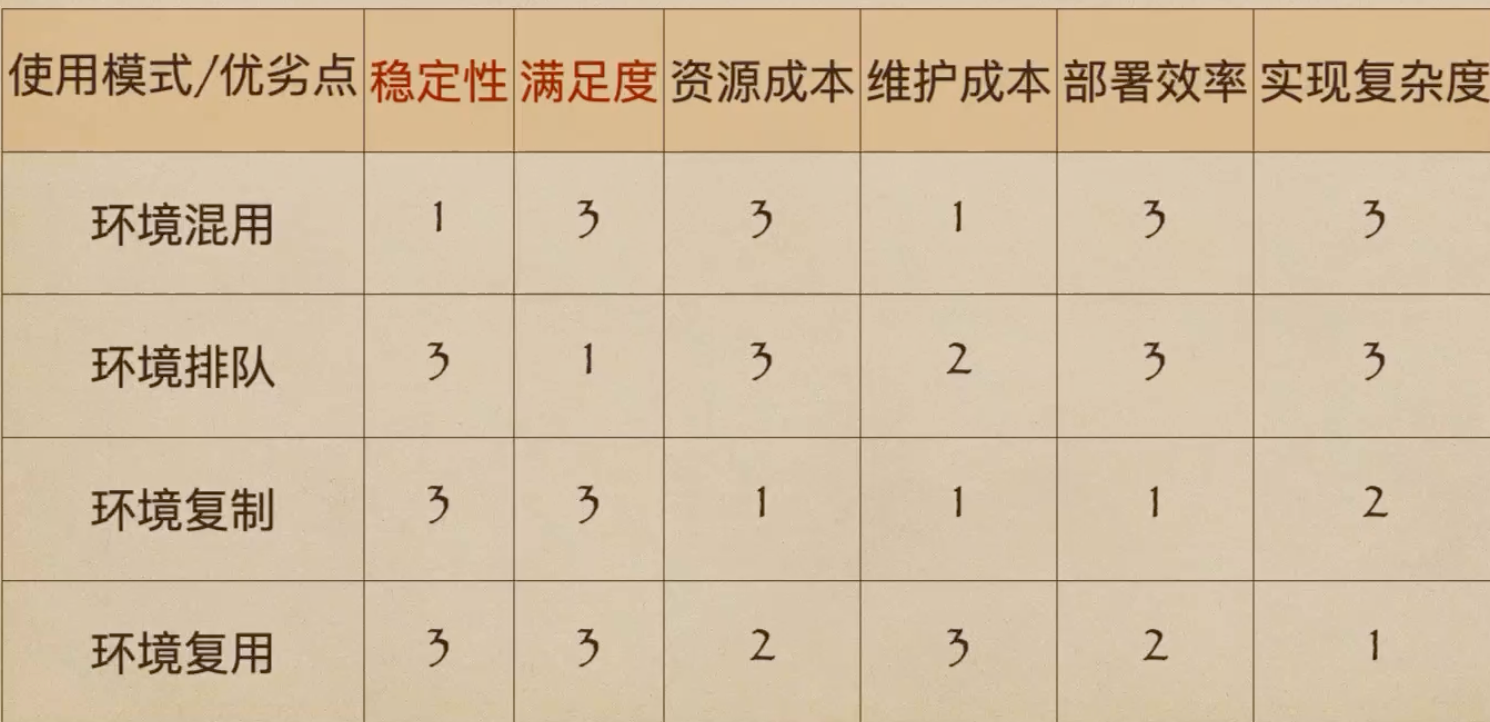 使用模式/优劣点 稳定性 满足度 资源成本 维护成本 部署效率 实现复杂度
环境混用 1 3 3 1 3 3
环境排队 3 1 3 2 3 3
环境复制 3 3 1 1 1 2
环境复用 3 3 2 3 2 1